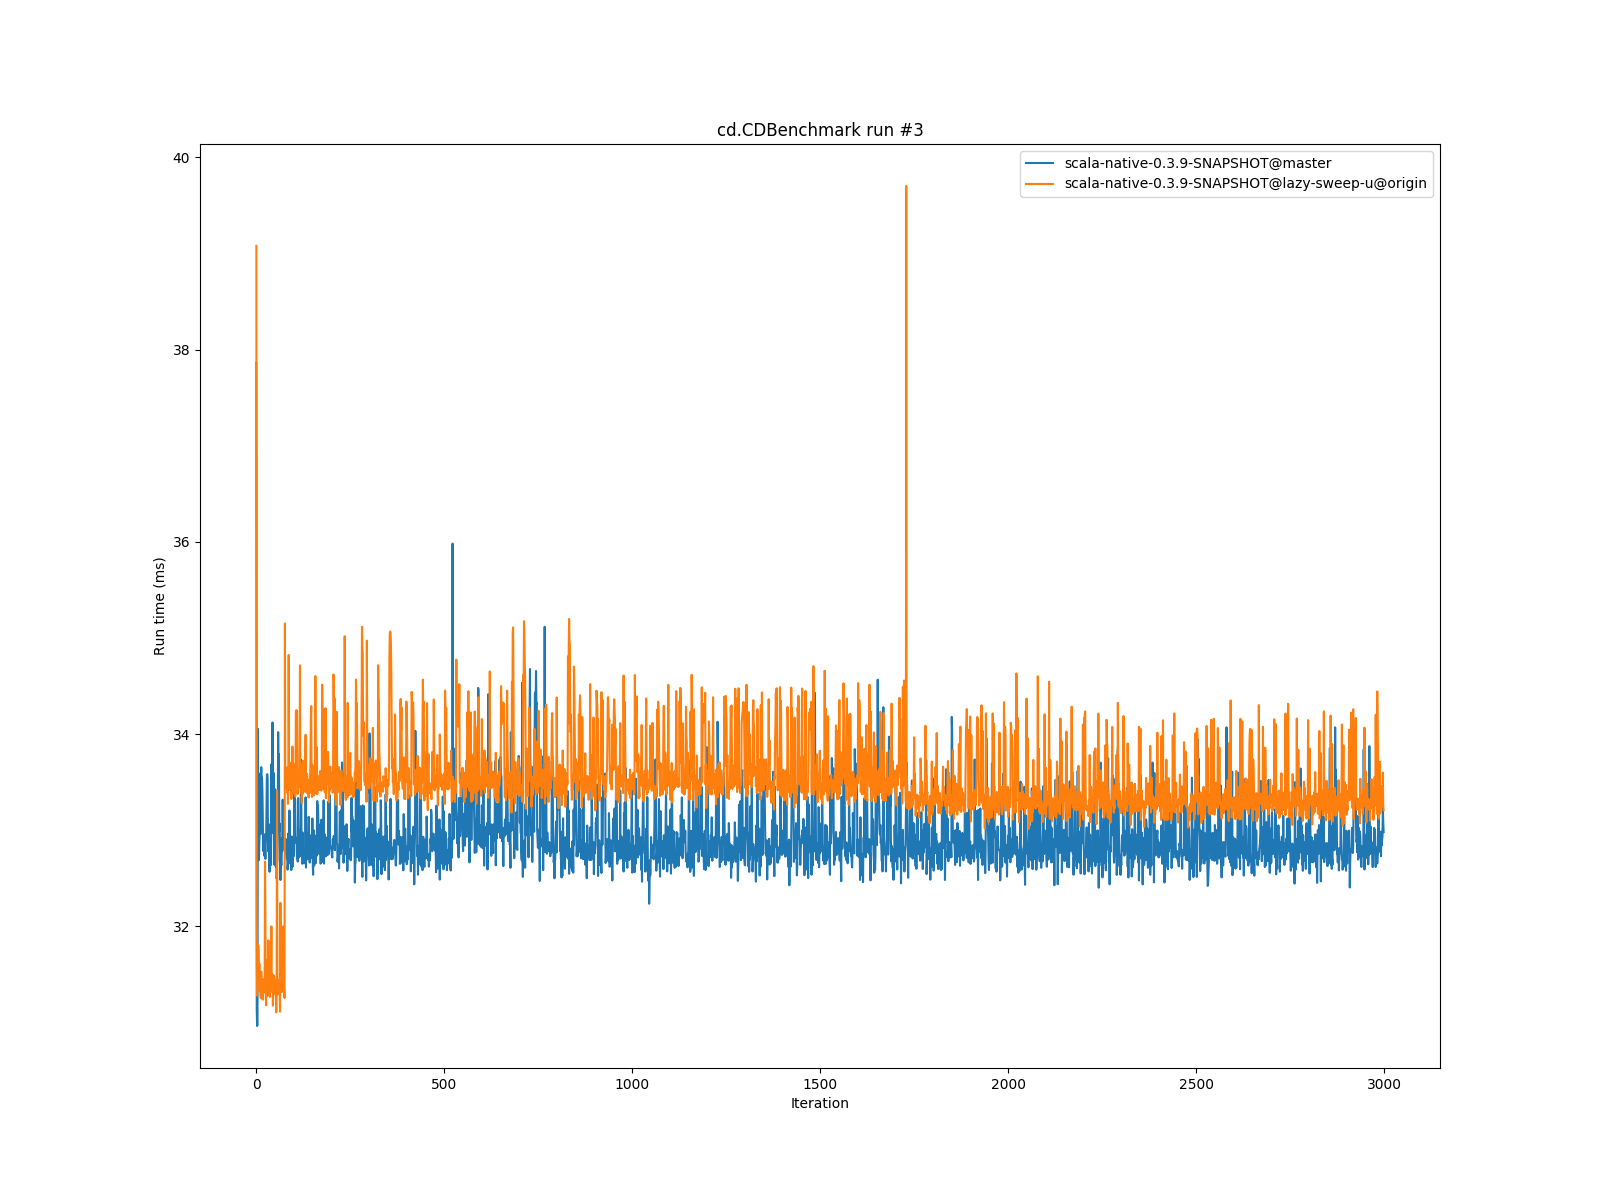 cd.CDBenchmark run #3
scala-native-0.3.9-SNAPSHOT@master
scala-native-0.3.9-SNAPSHOT@lazy-sweep-u@origin
40
38
36
34
32
Run time (ms)
0
500
1000
1500
2000
2500
3000
Iteration